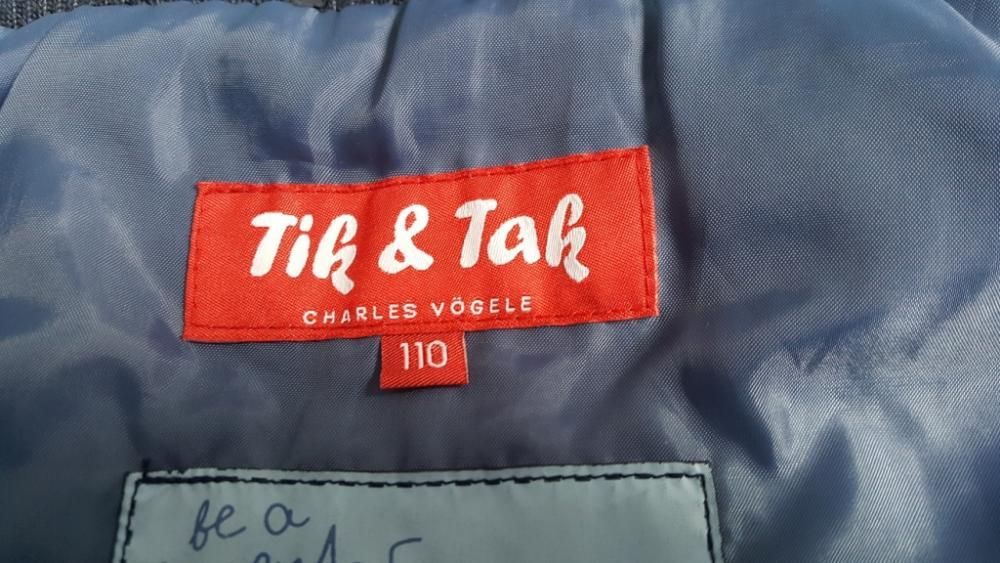 Tik & Tak
CHARLES VÖGELE
110
be a